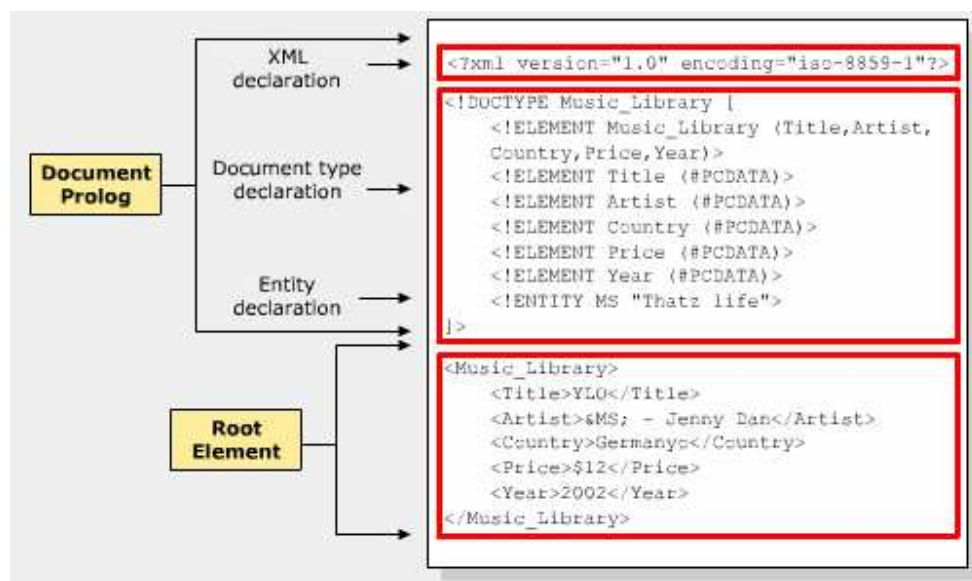 XML
declaration
Document
Prolog
Document type
declaration
Entity
declaration
Root
Element
<?xml version="1.0" encoding="iso-8859-1"?>
<!DOCTYPE Music_Library [
<!ELEMENT Music_Library (Title,Artist,
Country,Price,Year)>
<!ELEMENT Title (#PCDATA)>
<!ELEMENT Artist (#PCDATA)>
<!ELEMENT Country (#PCDATA)>
<!ELEMENT Price (#PCDATA)>
<!ELEMENT Year (#PCDATA)>
<!ENTITY MS "Thatz life">
]>
<Music_Library>
<Title>YLO</Title>
<Artist>&MS; - Jenny Dan</Artist>
<Country>Germanyc</Country>
<Price>$12</Price>
<Year>2002</Year>
</Music_Library>